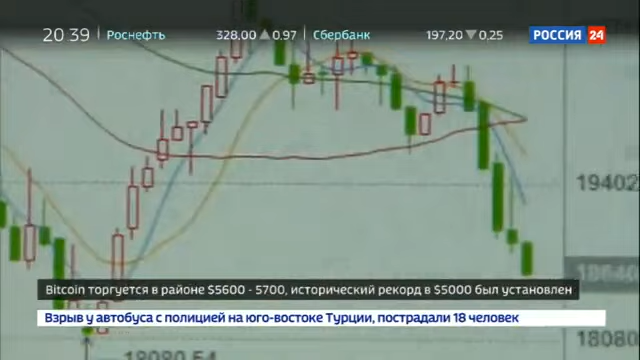 20 39 Роснефть 328,00 ▲ 0.97 Сбербанк 197,20 ▼ 0,25 РОССИЯ 24
19402
18640
Bitcoin торгуется в районе $5600 - 5700, исторический рекорд в $5000 был установлен
Взрыв у автобуса с полицией на юго-востоке Турции, пострадали 18 человек
18080.54
18080